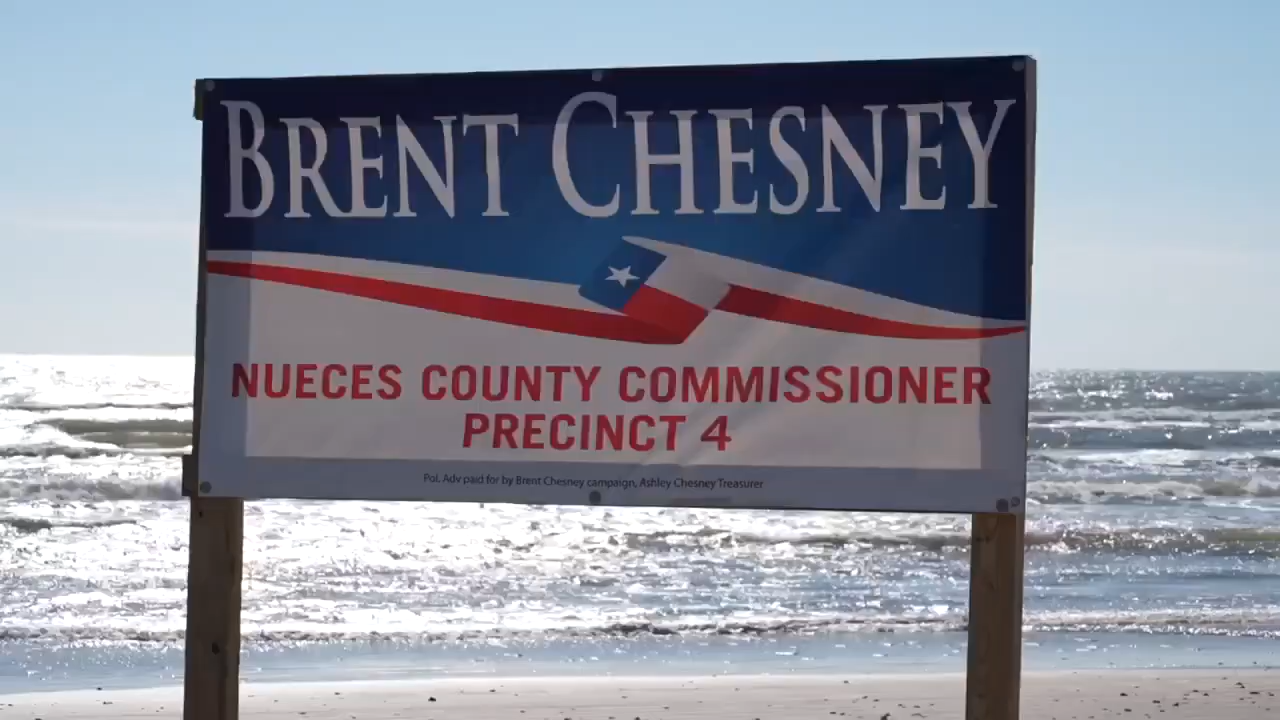 BRENT CHESNEY
NUECES COUNTY COMMISSIONER
PRECINCT 4
Pol. Adv paid for by Brent Chesney campaign, Ashley Chesney Treasurer